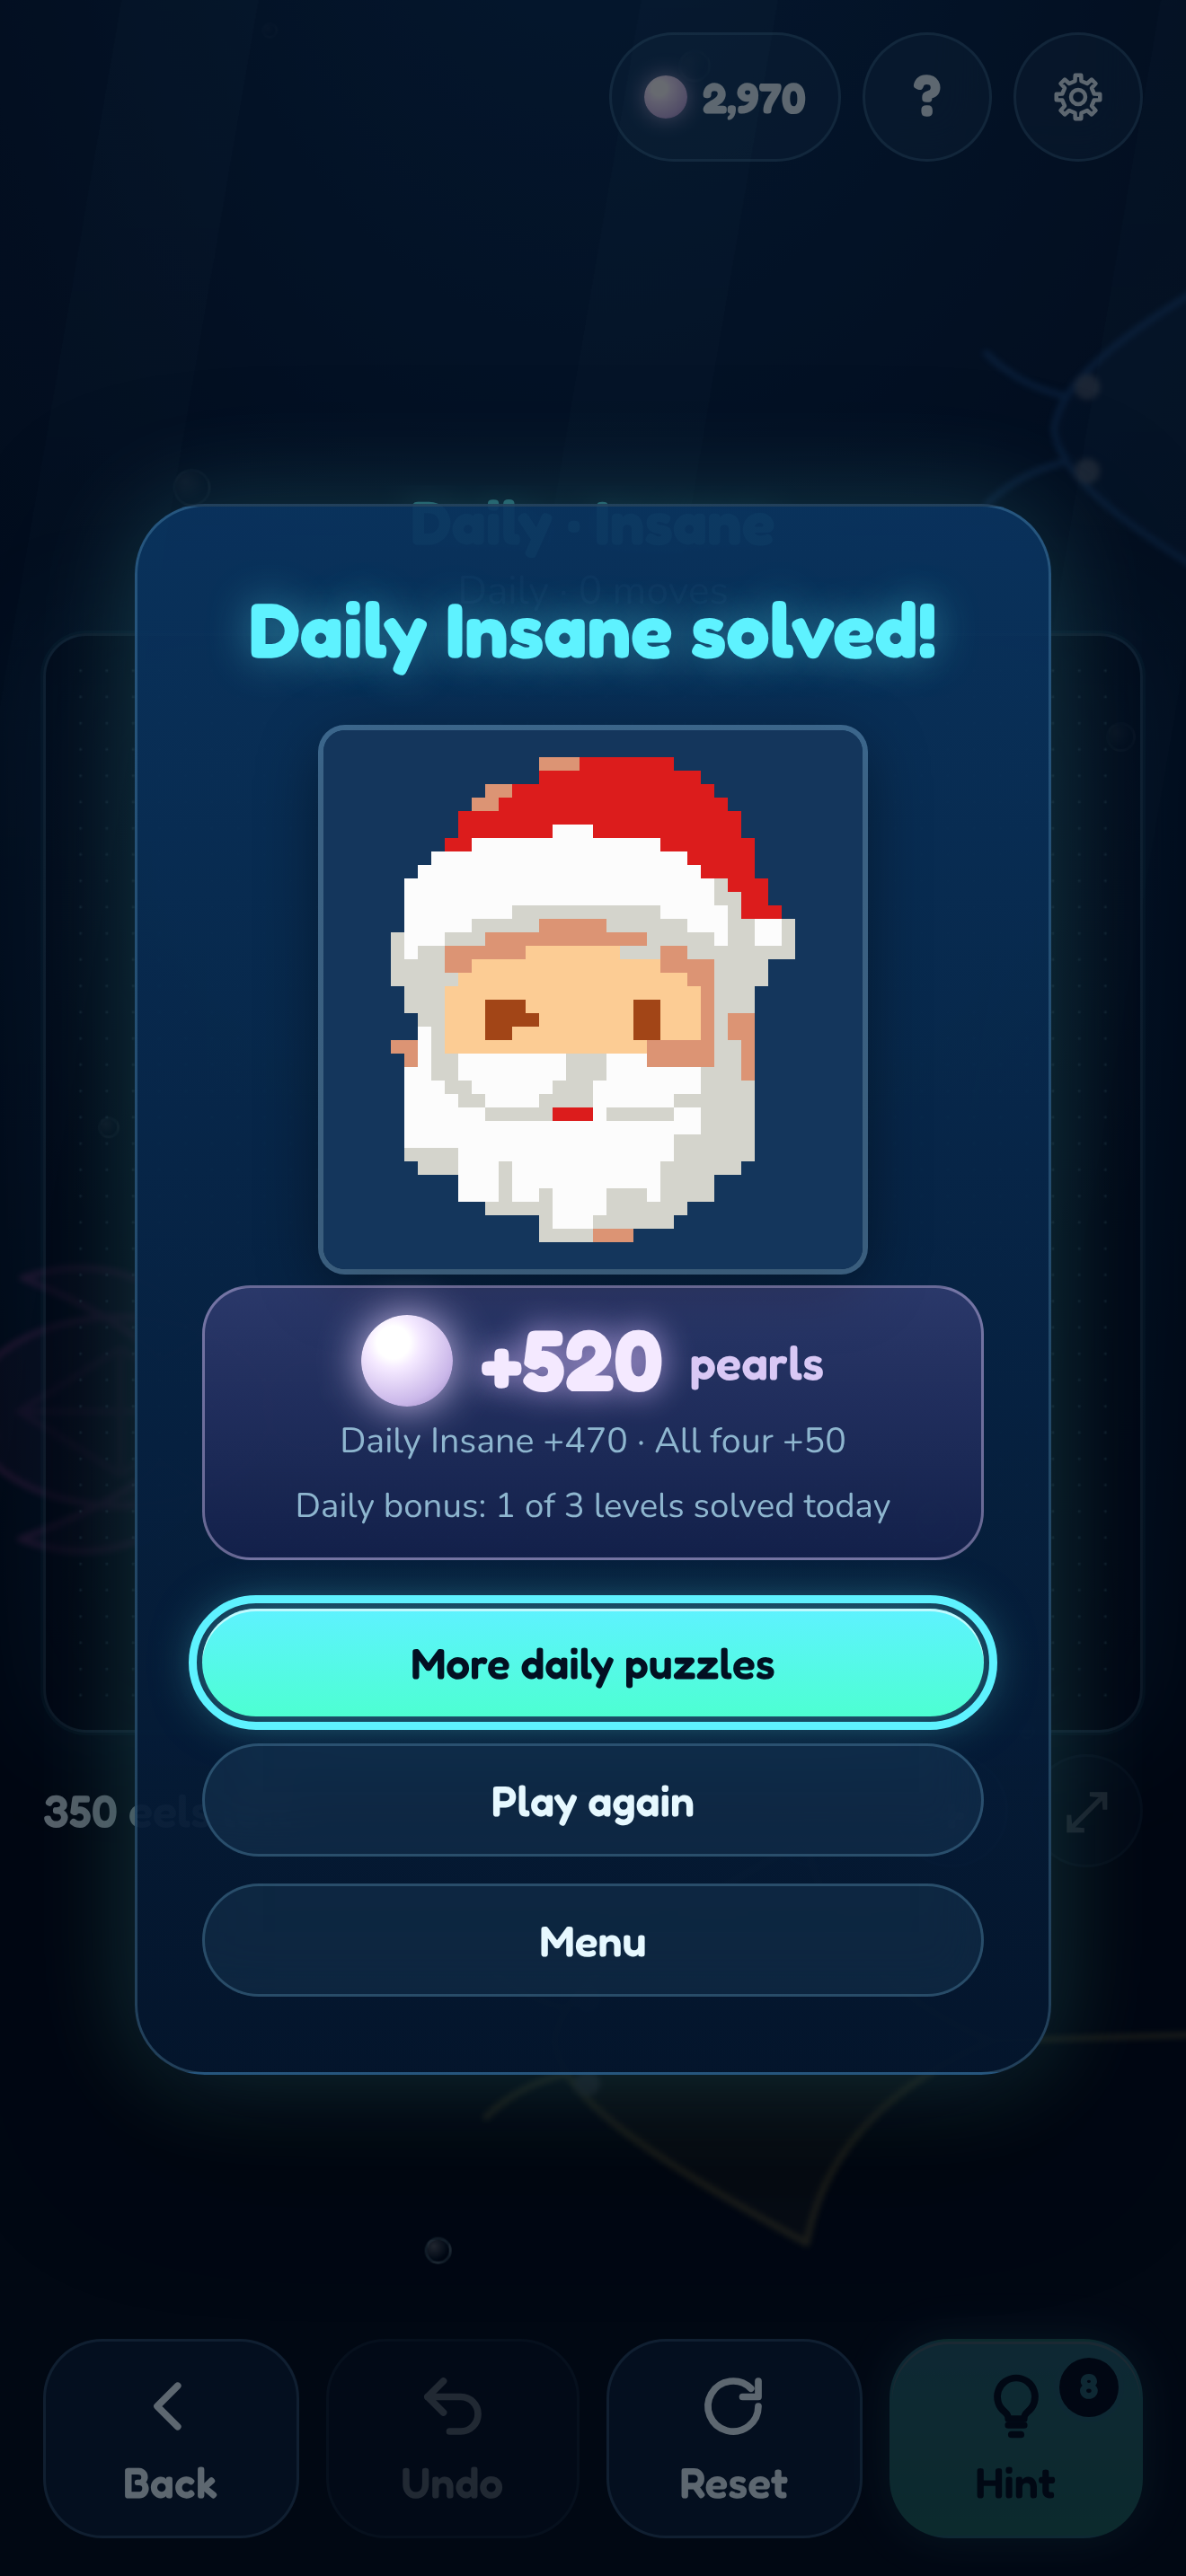 2,970
?
Daily · Insane
Daily · 0 moves
Daily Insane solved!
+520 pearls
Daily Insane +470 · All four +50
Daily bonus: 1 of 3 levels solved today
More daily puzzles
Play again
350 eels
Menu
8
Back
Undo
Reset
Hint